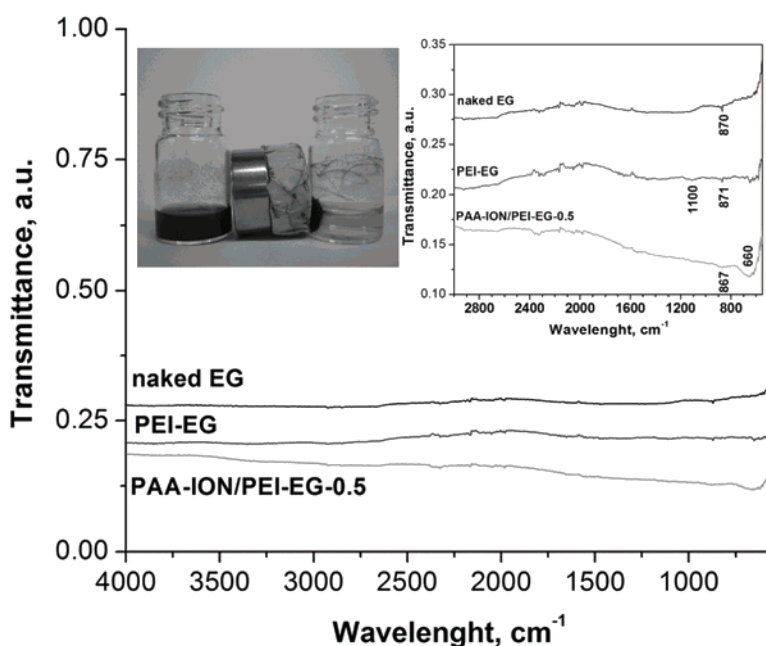 1.00
0.75
0.50
0.25
0.00
Transmittance, a.u.
4000 3500 3000 2500 2000 1500 1000
Wavelenght, cm-1
naked EG
PEI-EG
PAA-ION/PEI-EG-0.5
0.35
0.30
0.25
0.20
0.15
0.10
Transmittance, a.u.
naked EG
870
PEI-EG
1100
871
PAA-ION/PEI-EG-0.5
867
660
2800 2400 2000 1600 1200 800
Wavelenght, cm-1